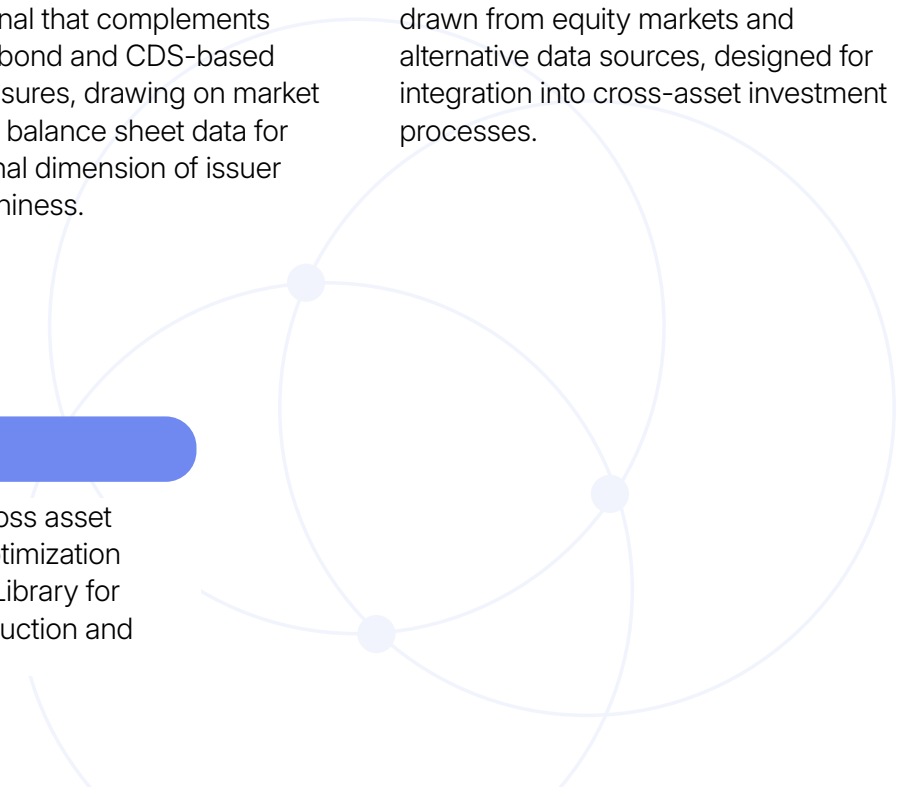 nal that complements
bond and CDS-based
sures, drawing on market
balance sheet data for
nal dimension of issuer
hiness.
drawn from equity markets and
alternative data sources, designed for
integration into cross-asset investment
processes.
oss asset
timization
Library for
uction and